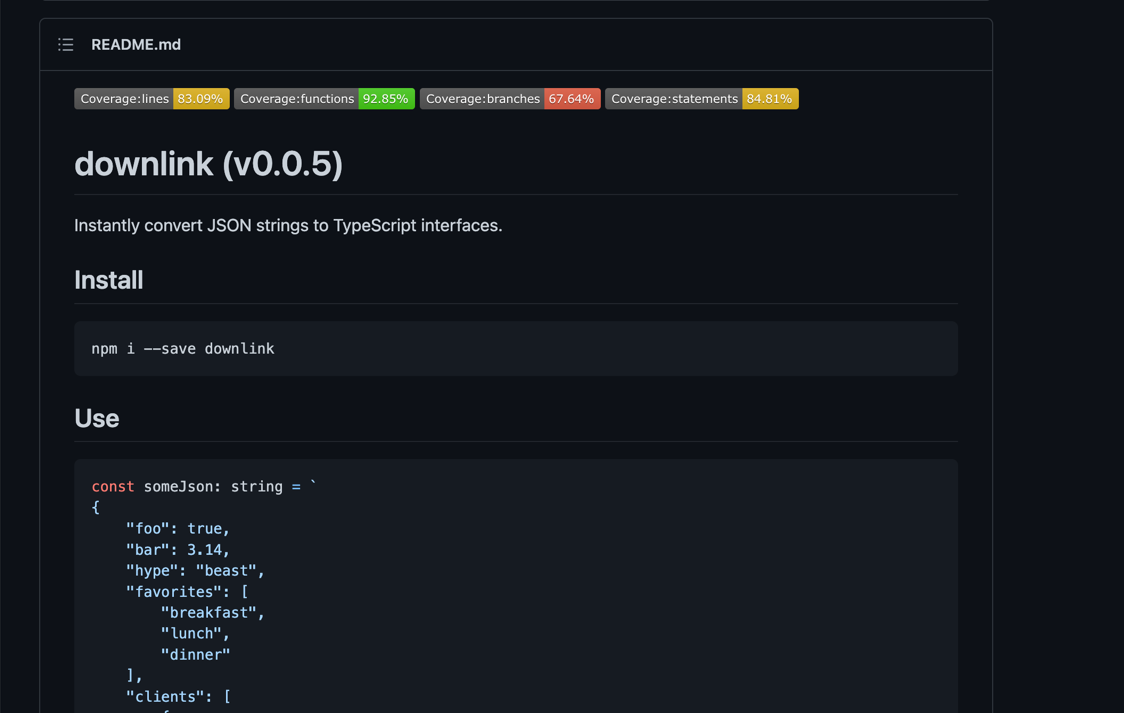 README.md
Coverage:lines 83.09% Coverage:functions 92.85% Coverage:branches 67.64% Coverage:statements 84.81%
downlink (v0.0.5)
Instantly convert JSON strings to TypeScript interfaces.
Install
npm i --save downlink
Use
const someJson: string = `
{
    "foo": true,
    "bar": 3.14,
    "hype": "beast",
    "favorites": [
        "breakfast",
        "lunch",
        "dinner"
    ],
    "clients": [